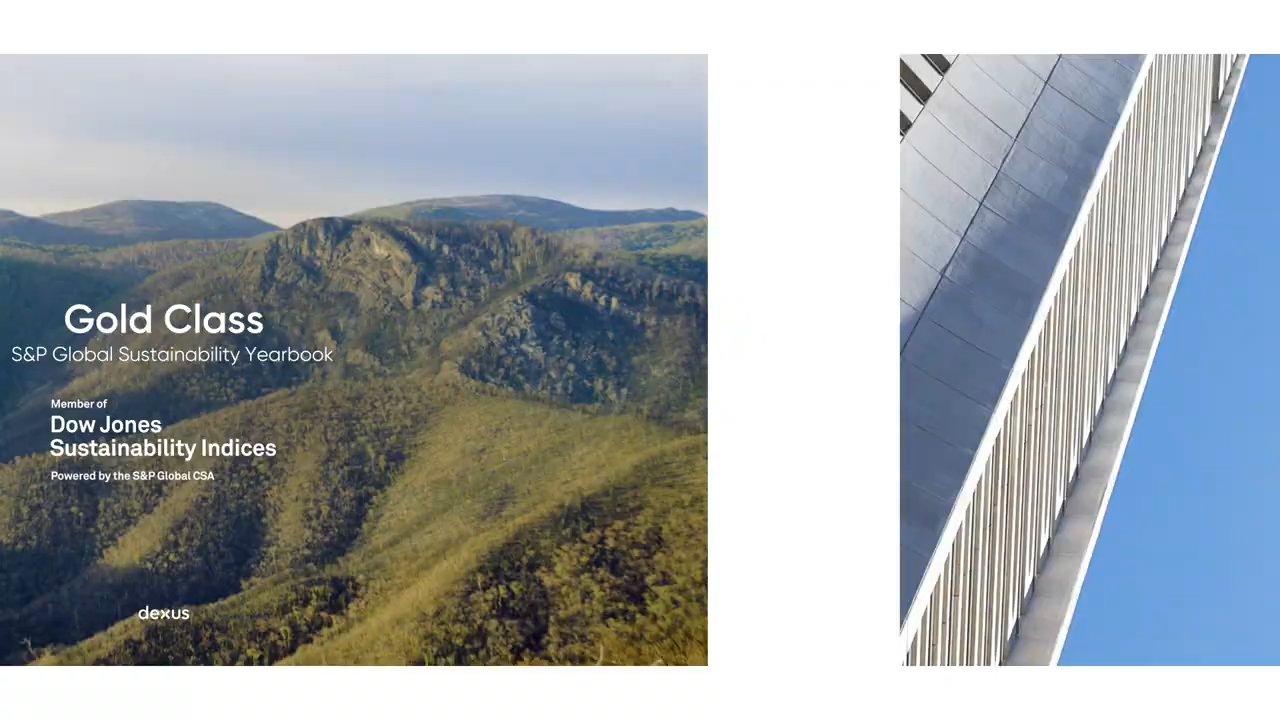 Gold Class
S&P Global Sustainability Yearbook
Member of
Dow Jones
Sustainability Indices
Powered by the S&P Global CSA
dexus